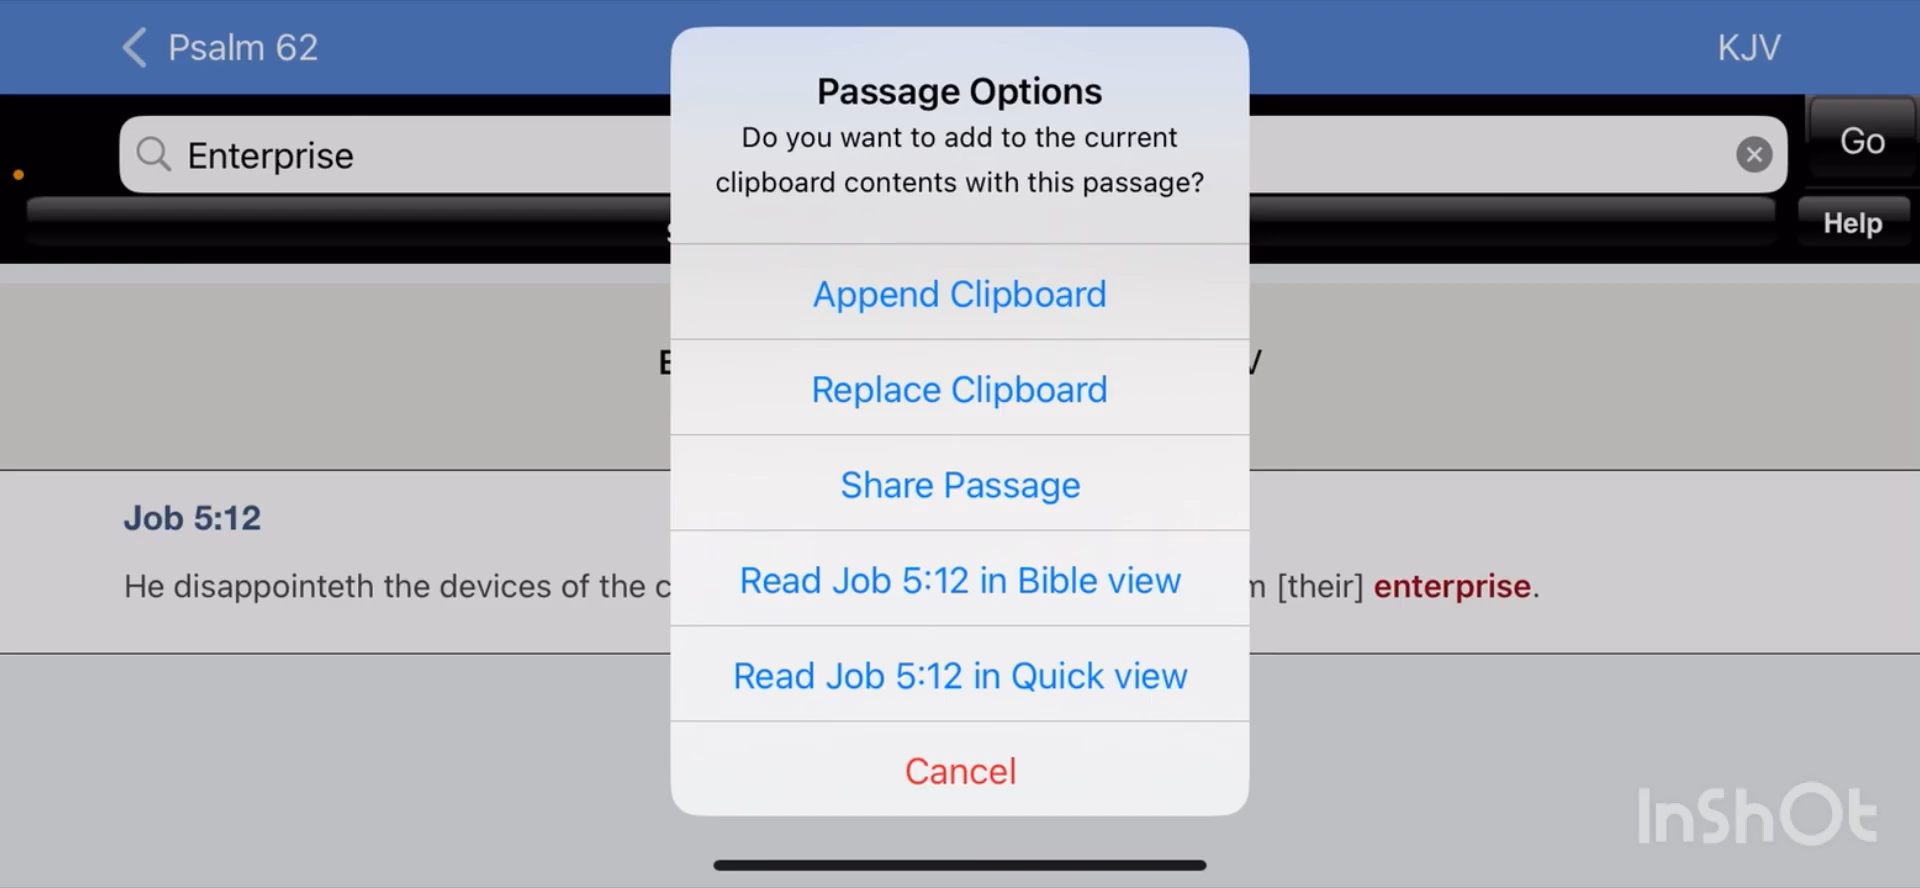 Psalm 62
KJV
Enterprise
Go
Help
Passage Options
Do you want to add to the current
clipboard contents with this passage?
Append Clipboard
Replace Clipboard
Share Passage
Read Job 5:12 in Bible view
Read Job 5:12 in Quick view
Cancel
Job 5:12
He disappointeth the devices of the [their] enterprise.
InShOt